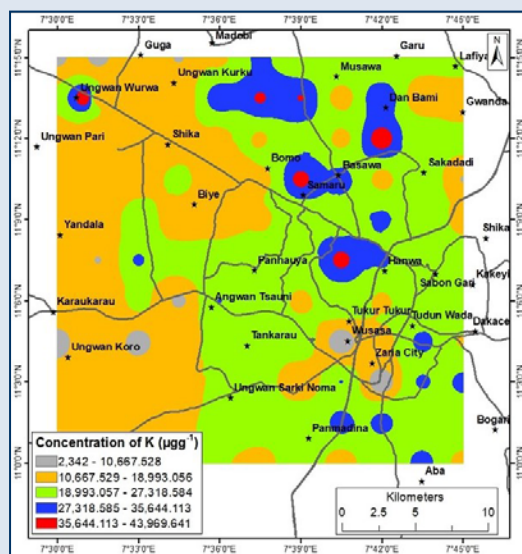 7°30'0"E 7°33'0"E 7°36'0"E 7°39'0"E 7°42'0"E 7°45'0"E
Madobi
Guga
Garu
N
11°15'0"N
11°15'0"N
Lafiya
Musawa
Ungwan Kurku
Ungwan Wurwa
Dan Bami
Gwanda
11°12'0"N
11°12'0"N
Ungwan Pari
Shika
Bomo
Basawa
Sakadadi
Samaru
Biye
11°9'0"N
11°9'0"N
Yandala
Shika
Panhauya
Hanwa
Kakeyi
Sabon Gari
11°6'0"N
11°6'0"N
Karaukarau
Angwan Tsauni
Tukur Tukur
Tudun Wada
Dakace
Wusasa
Tankarau
Ungwan Koro
Zaria City
11°3'0"N
11°3'0"N
Ungwan Sarki Noma
Bogari
Panmadina
11°0'0"N
11°0'0"N
Aba
Concentration of K (µgg⁻¹)
2,342 - 10,667.528
10,667.529 - 18,993.056
18,993.057 - 27,318.584
27,318.585 - 35,644.113
35,644.113 - 43,969.641
Kilometers
0 2.5 5 10
7°30'0"E 7°33'0"E 7°36'0"E 7°39'0"E 7°42'0"E 7°45'0"E